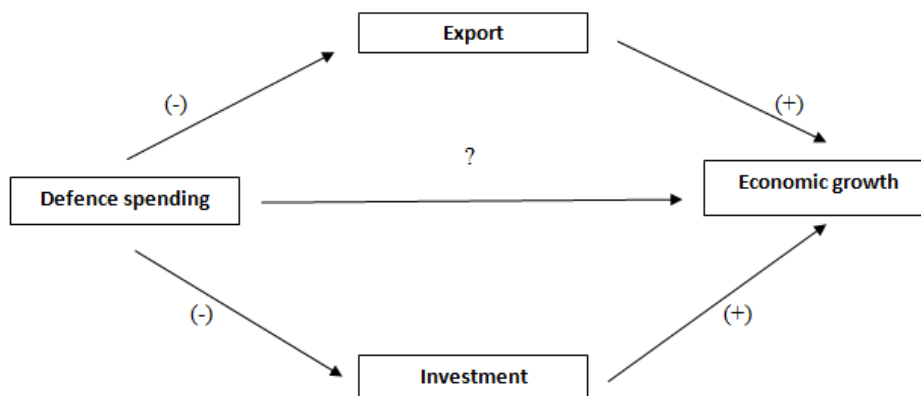 Export
(-)
(+)
?
Defence spending
Economic growth
(-)
(+)
Investment